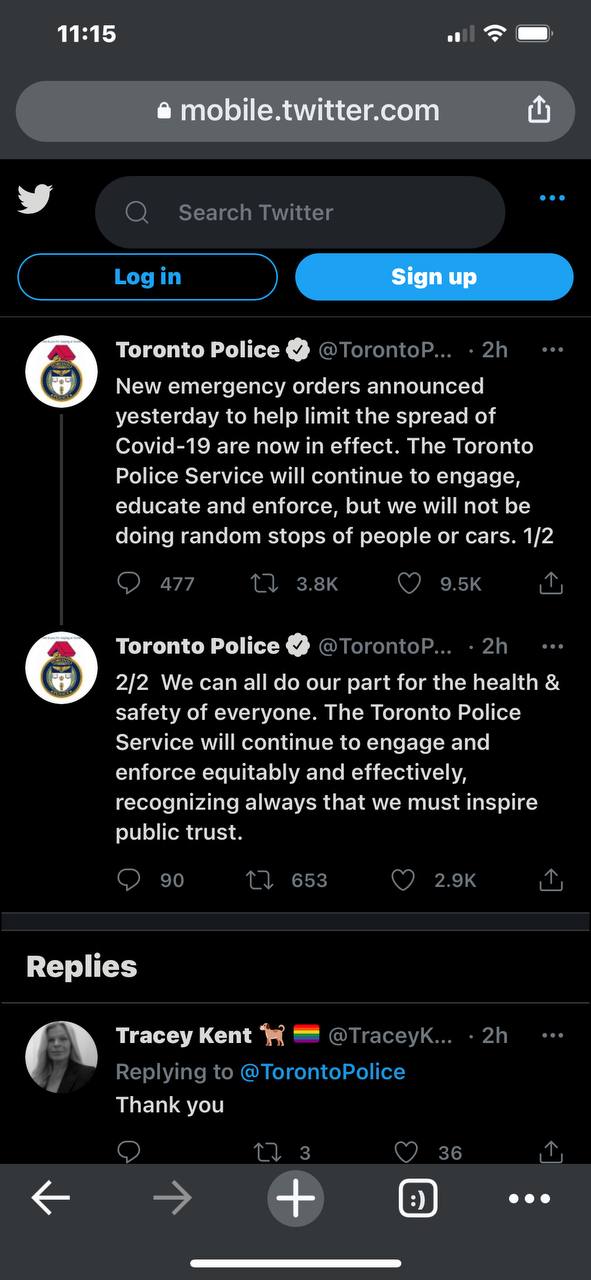 11:15
mobile.twitter.com
Search Twitter
Log in
Sign up
Toronto Police @TorontoP... · 2h
New emergency orders announced
yesterday to help limit the spread of
Covid-19 are now in effect. The Toronto
Police Service will continue to engage,
educate and enforce, but we will not be
doing random stops of people or cars. 1/2
477 3.8K 9.5K
Toronto Police @TorontoP... · 2h
2/2 We can all do our part for the health &
safety of everyone. The Toronto Police
Service will continue to engage and
enforce equitably and effectively,
recognizing always that we must inspire
public trust.
90 653 2.9K
Replies
Tracey Kent 🐕 🏳️‍🌈 @TraceyK... · 2h
Replying to @TorontoPolice
Thank you
3 36
:)